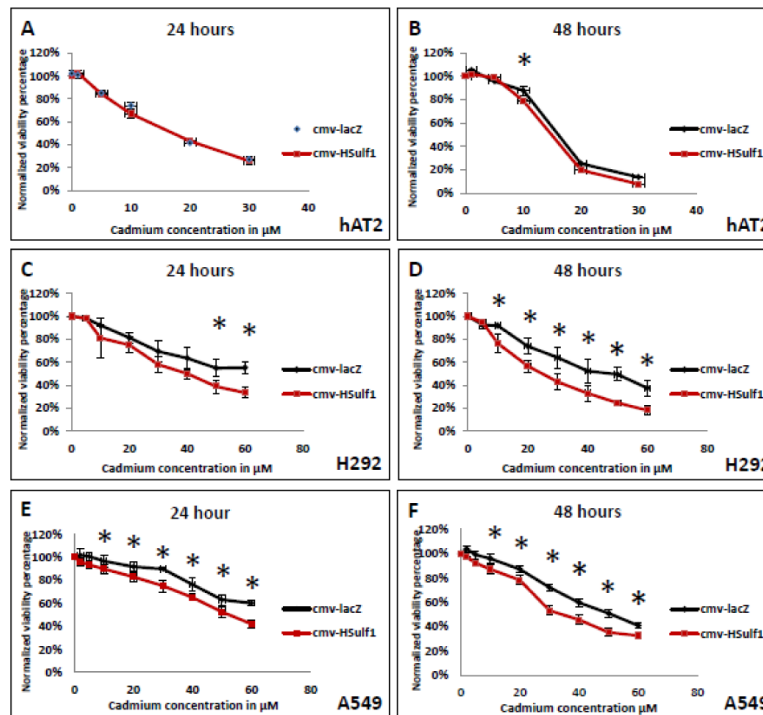 A
24 hours
Normalized viability percentage
120%
100%
80%
60%
40%
20%
0%
0
10
20
30
40
cmv-lacZ
cmv-HSulf1
Cadmium concentration in µM
hAT2
B
48 hours
Normalized viability percentage
120%
100%
80%
60%
40%
20%
0%
*
0
10
20
30
40
cmv-lacZ
cmv-HSulf1
Cadmium concentration in µM
hAT2
C
24 hours
Normalized viability percentage
120%
100%
80%
60%
40%
20%
0%
* *
0
20
40
60
80
cmv-lacZ
cmv-HSulf1
Cadmium concentration in µM
H292
D
48 hours
Normalized viability percentage
120%
100%
80%
60%
40%
20%
0%
* * * * * *
0
20
40
60
80
cmv-lacZ
cmv-HSulf1
Cadmium concentration in µM
H292
E
24 hour
Normalized viability percentage
120%
100%
80%
60%
40%
20%
0%
* * * * * *
0
20
40
60
80
cmv-lacZ
cmv-HSulf1
Cadmium concentration in µM
A549
F
48 hours
Normalized viability percentage
120%
100%
80%
60%
40%
20%
0%
* * * * * *
0
20
40
60
80
cmv-lacZ
cmv-HSulf1
Cadmium concentration in µM
A549